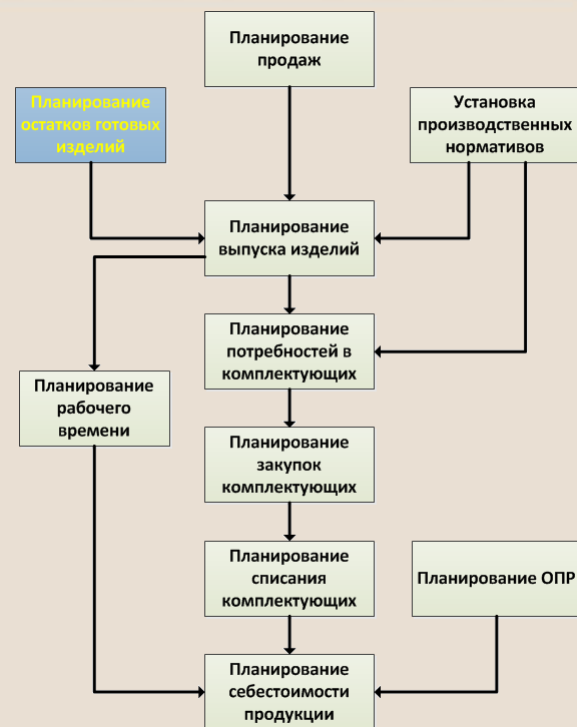 Планирование
продаж
Планирование
остатков готовых
изделий
Установка
производственных
нормативов
Планирование
выпуска изделий
Планирование
потребностей в
комплектующих
Планирование
рабочего
времени
Планирование
закупок
комплектующих
Планирование
списания
комплектующих
Планирование ОПР
Планирование
себестоимости
продукции